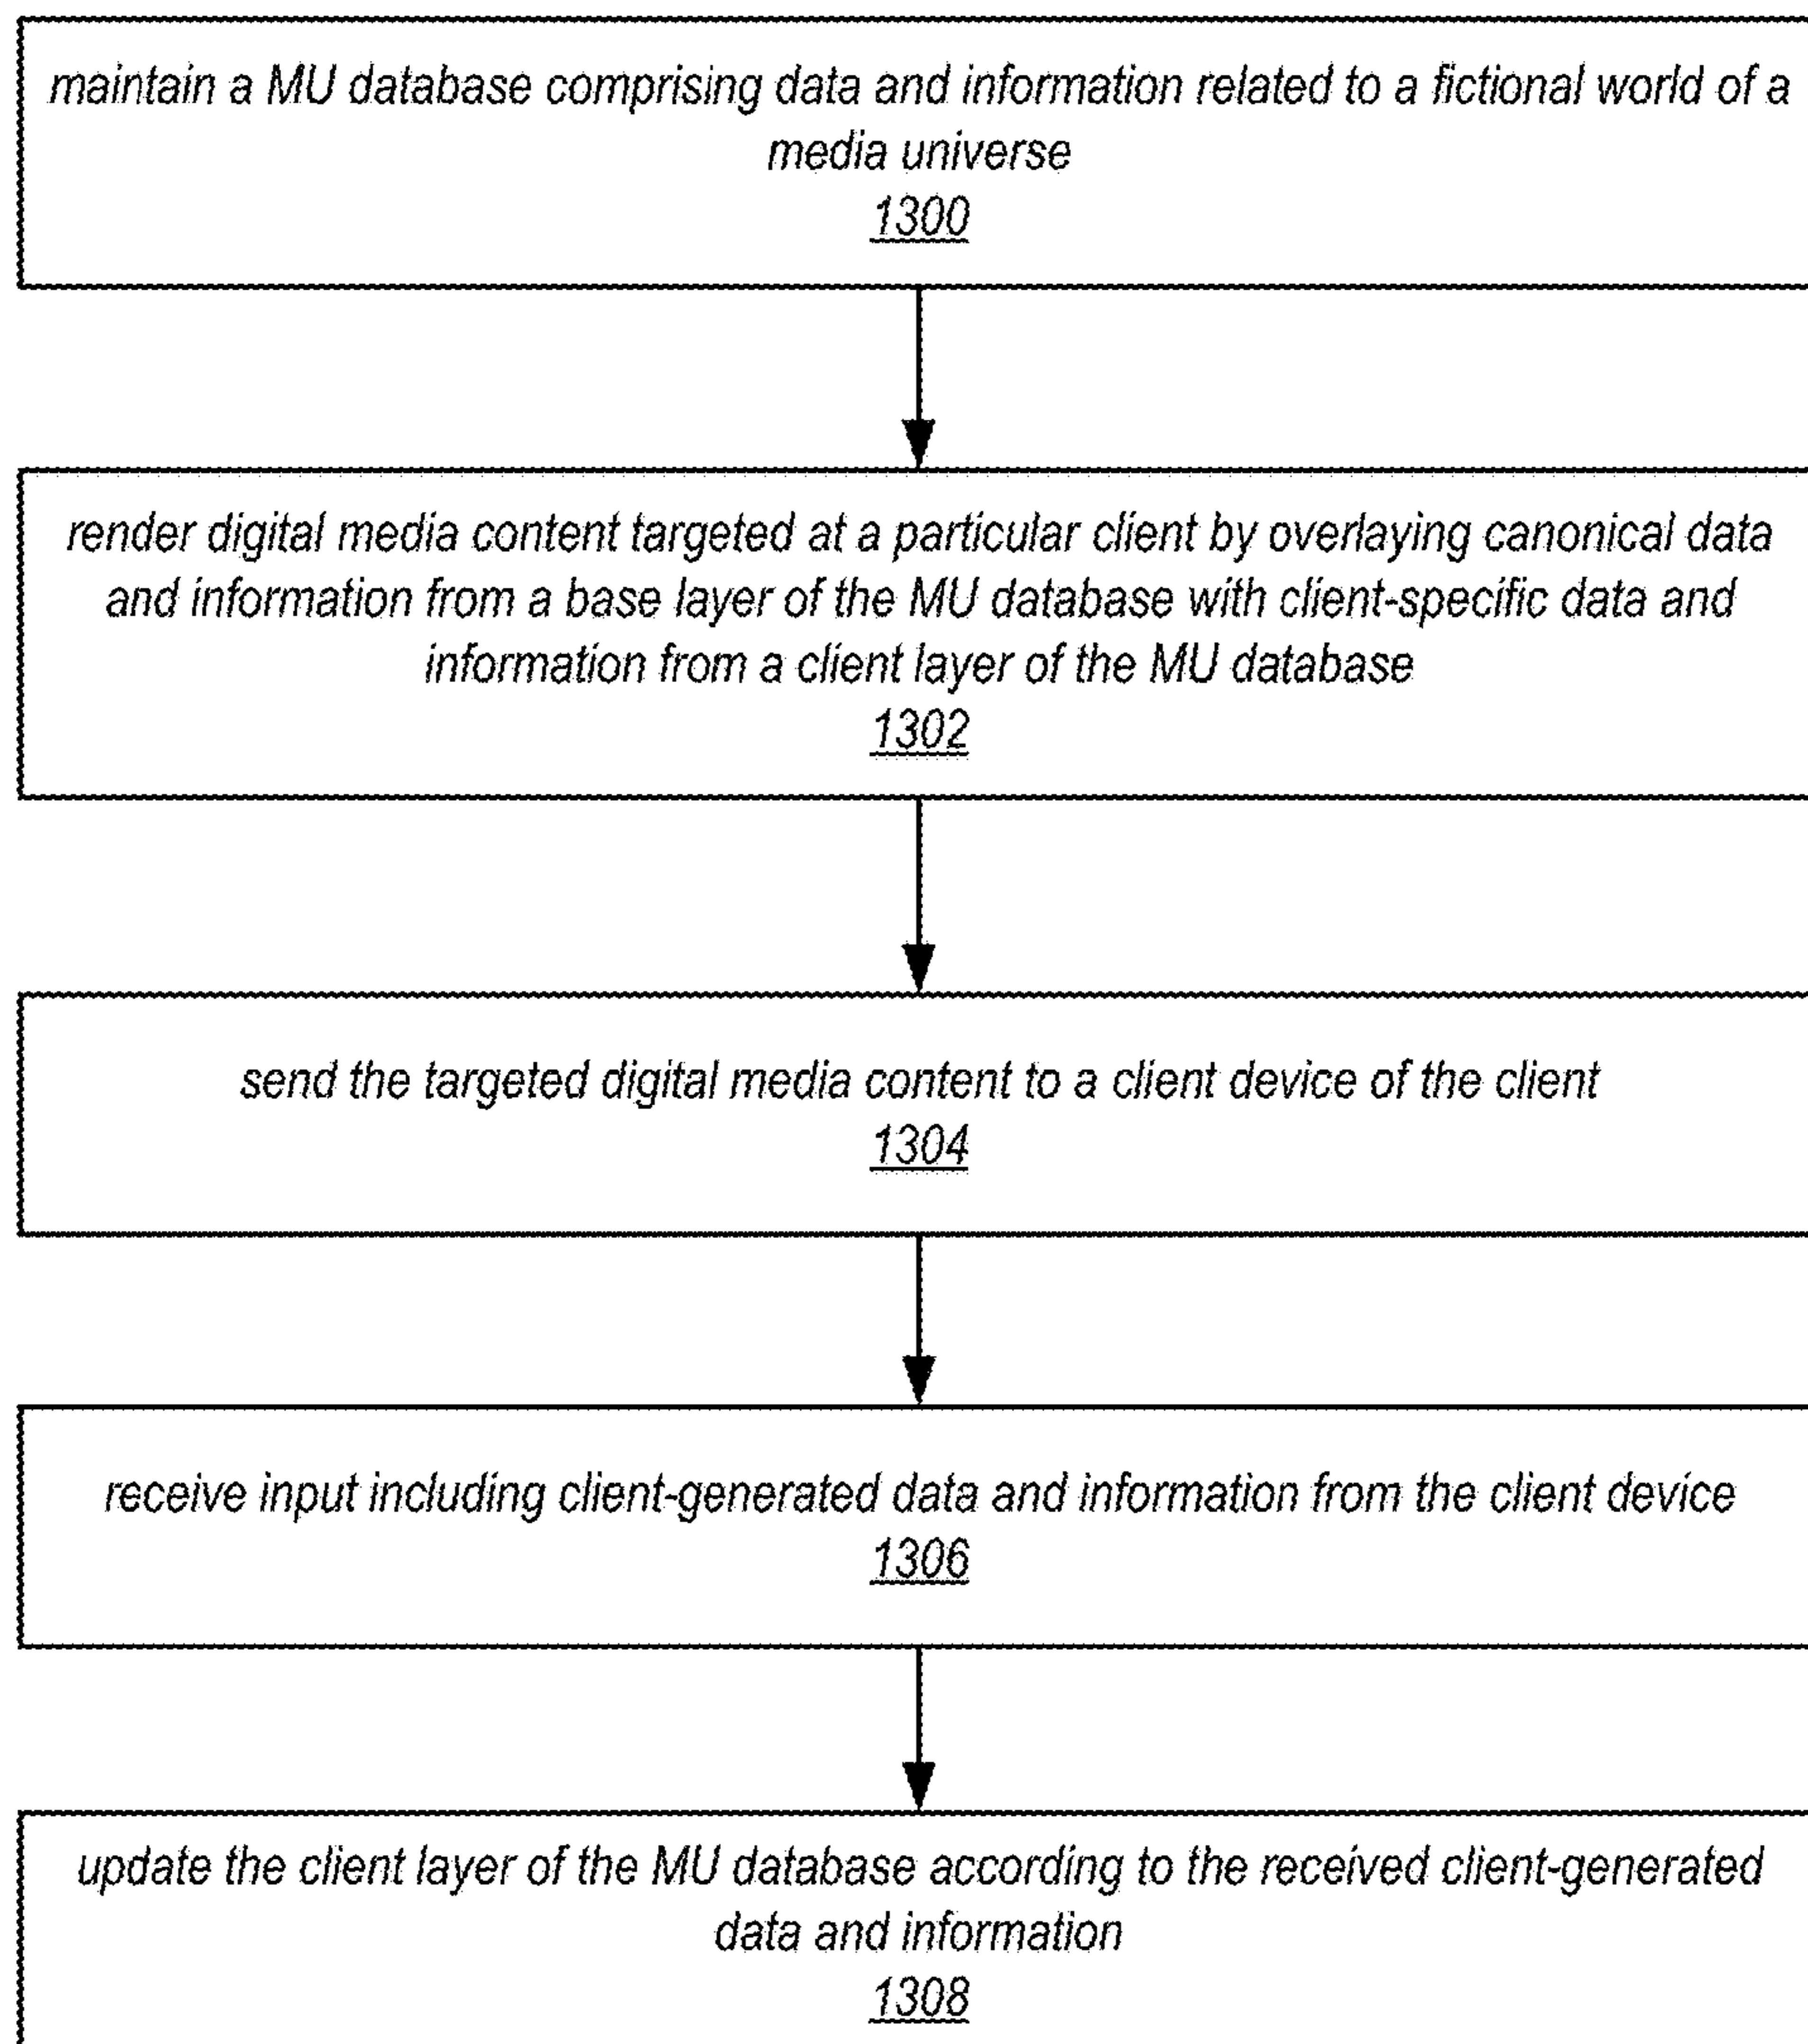 maintain a MU database comprising data and information related to a fictional world of a
media universe
1300
render digital media content targeted at a particular client by overlaying canonical data
and information from a base layer of the MU database with client-specific data and
information from a client layer of the MU database
1302
send the targeted digital media content to a client device of the client
1304
receive input including client-generated data and information from the client device
1306
update the client layer of the MU database according to the received client-generated
data and information
1308